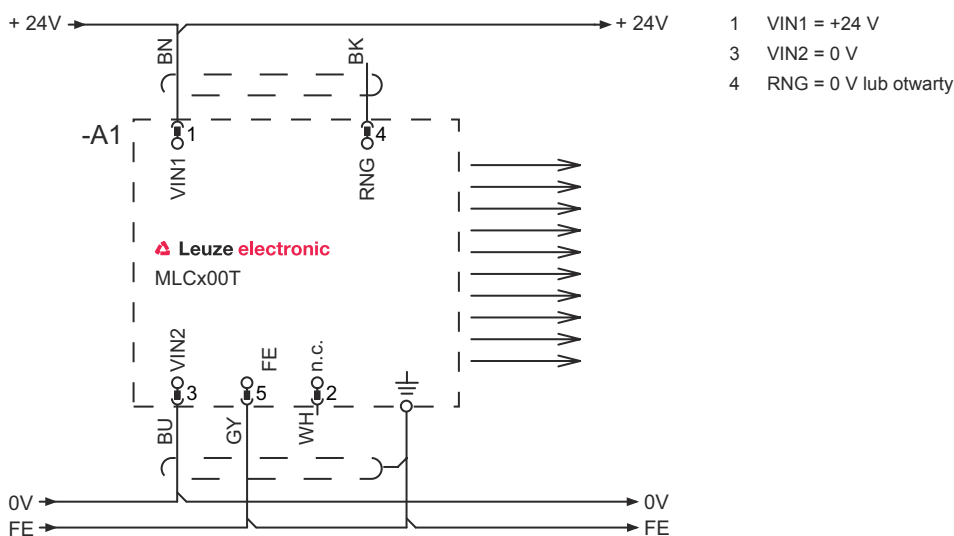 + 24V
+ 24V
1 VIN1 = +24 V
3 VIN2 = 0 V
4 RNG = 0 V lub otwarty
BN
BK
-A1
1
4
VIN1
RNG
Leuze electronic
MLCx00T
VIN2
FE
n.c.
3
5
2
BU
GY
WH
0V
0V
FE
FE